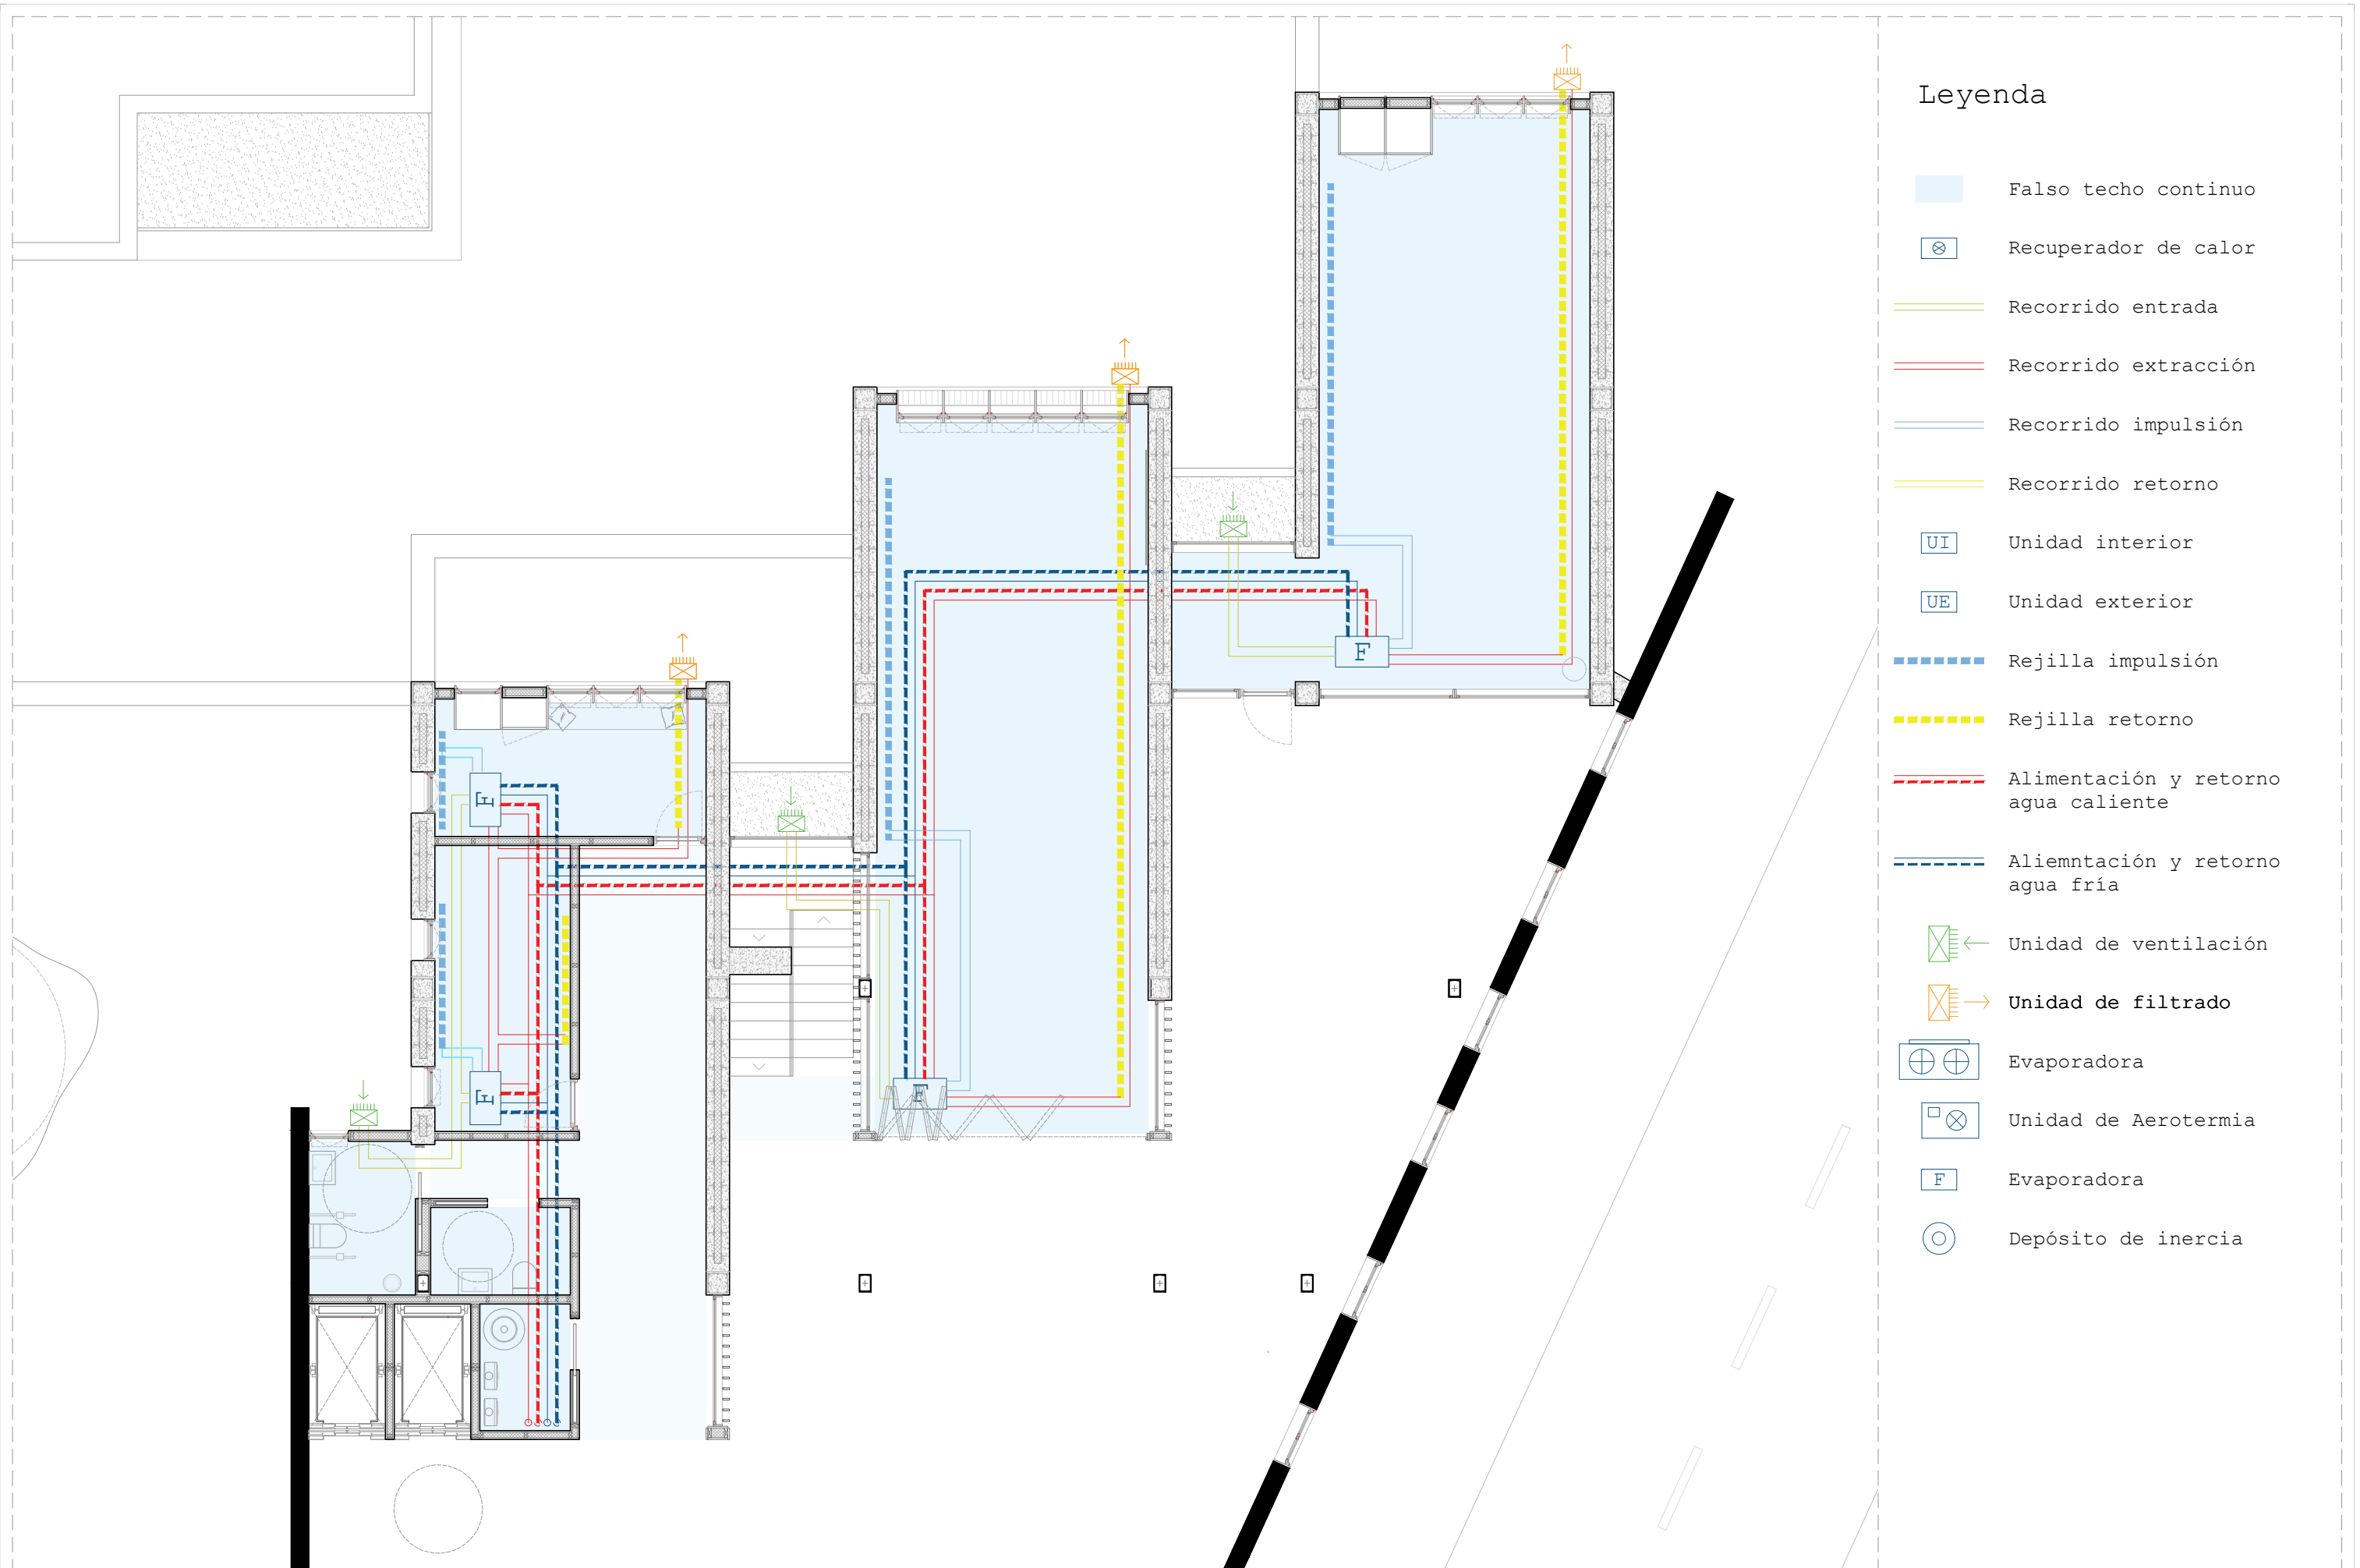 Leyenda
Falso techo continuo
Recuperador de calor
Recorrido entrada
Recorrido extracción
Recorrido impulsión
Recorrido retorno
UI Unidad interior
UE Unidad exterior
Rejilla impulsión
Rejilla retorno
Alimentación y retorno
agua caliente
Aliemntación y retorno
agua fría
Unidad de ventilación
Unidad de filtrado
Evaporadora
Unidad de Aerotermia
F Evaporadora
Depósito de inercia
F
F
F
F